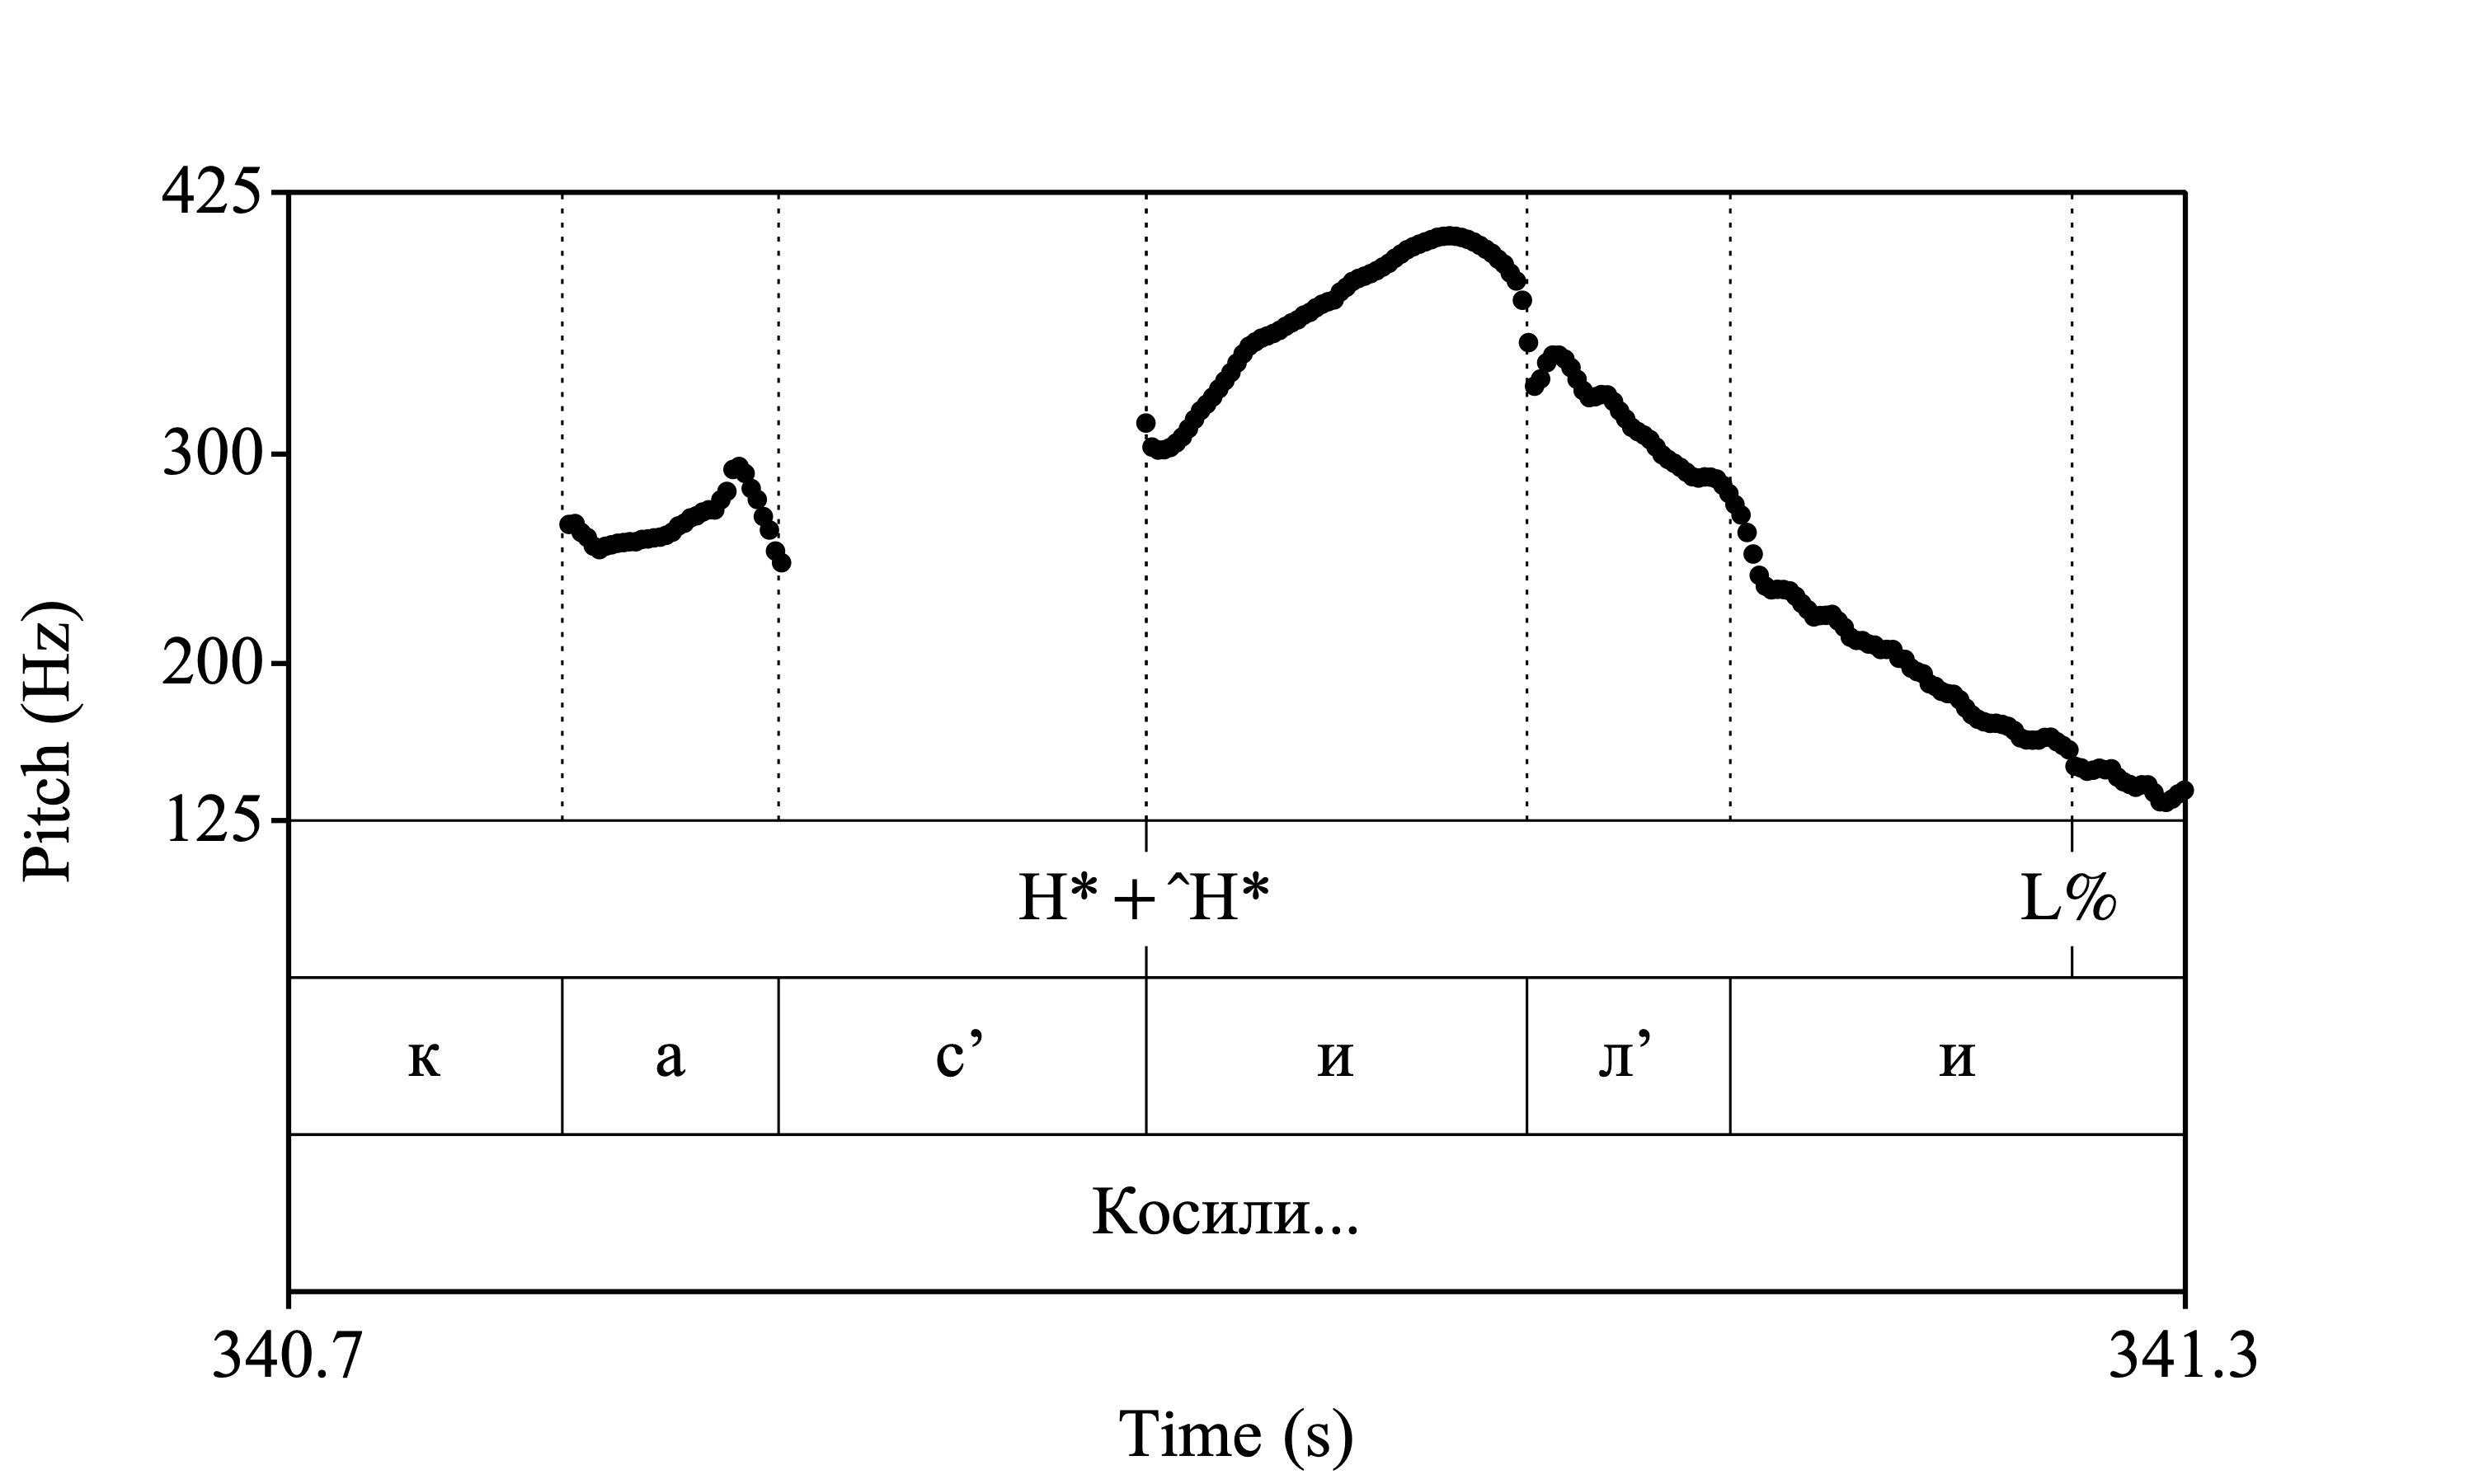 425
300
200
125
Pitch (Hz)
H* + ^H* L%
к а с’ и л’ и
Косили...
340.7 341.3
Time (s)